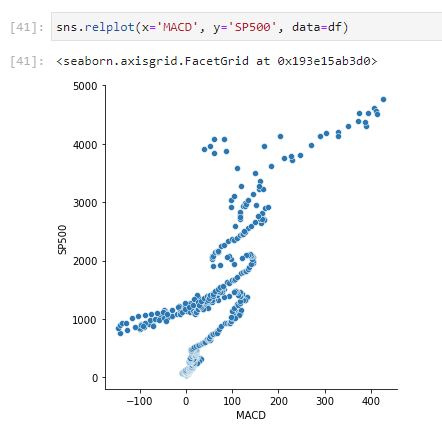 [41]: sns.relplot(x='MACD', y='SP500', data=df)
[41]: <seaborn.axisgrid.FacetGrid at 0x193e15ab3d0>
5000
4000
3000
2000
1000
0
SP500
−100 0 100 200 300 400
MACD